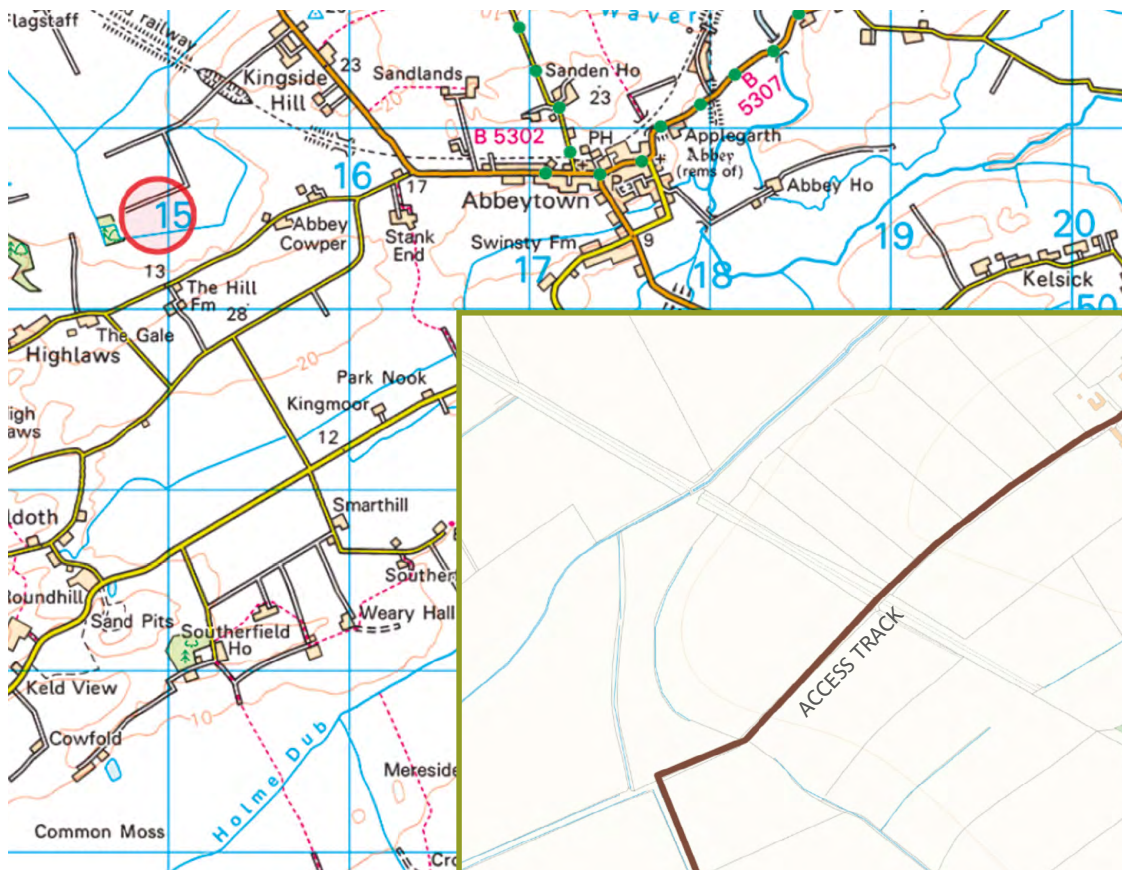 Flagstaff
railway
Waver
23
Kingside
Hill
Sandlands
20
Sanden Ho
23
B
5307
B 5302
PH
Applegarth
Abbey
(rems of)
16
17
Abbeytown
Abbey Ho
15
Abbey
Cowper
Stank
End
Swinsty Fm
9
19
20
17
18
Kelsick
50
13
The Hill
Fm
28
The Gale
Highlaws
20
Park Nook
Kingmoor
12
Smarthill
Roundhill
Sand Pits
Weary Hall
Southerfield
Ho
Keld View
10
Cowfold
Holme Dub
Common Moss
ACCESS TRACK